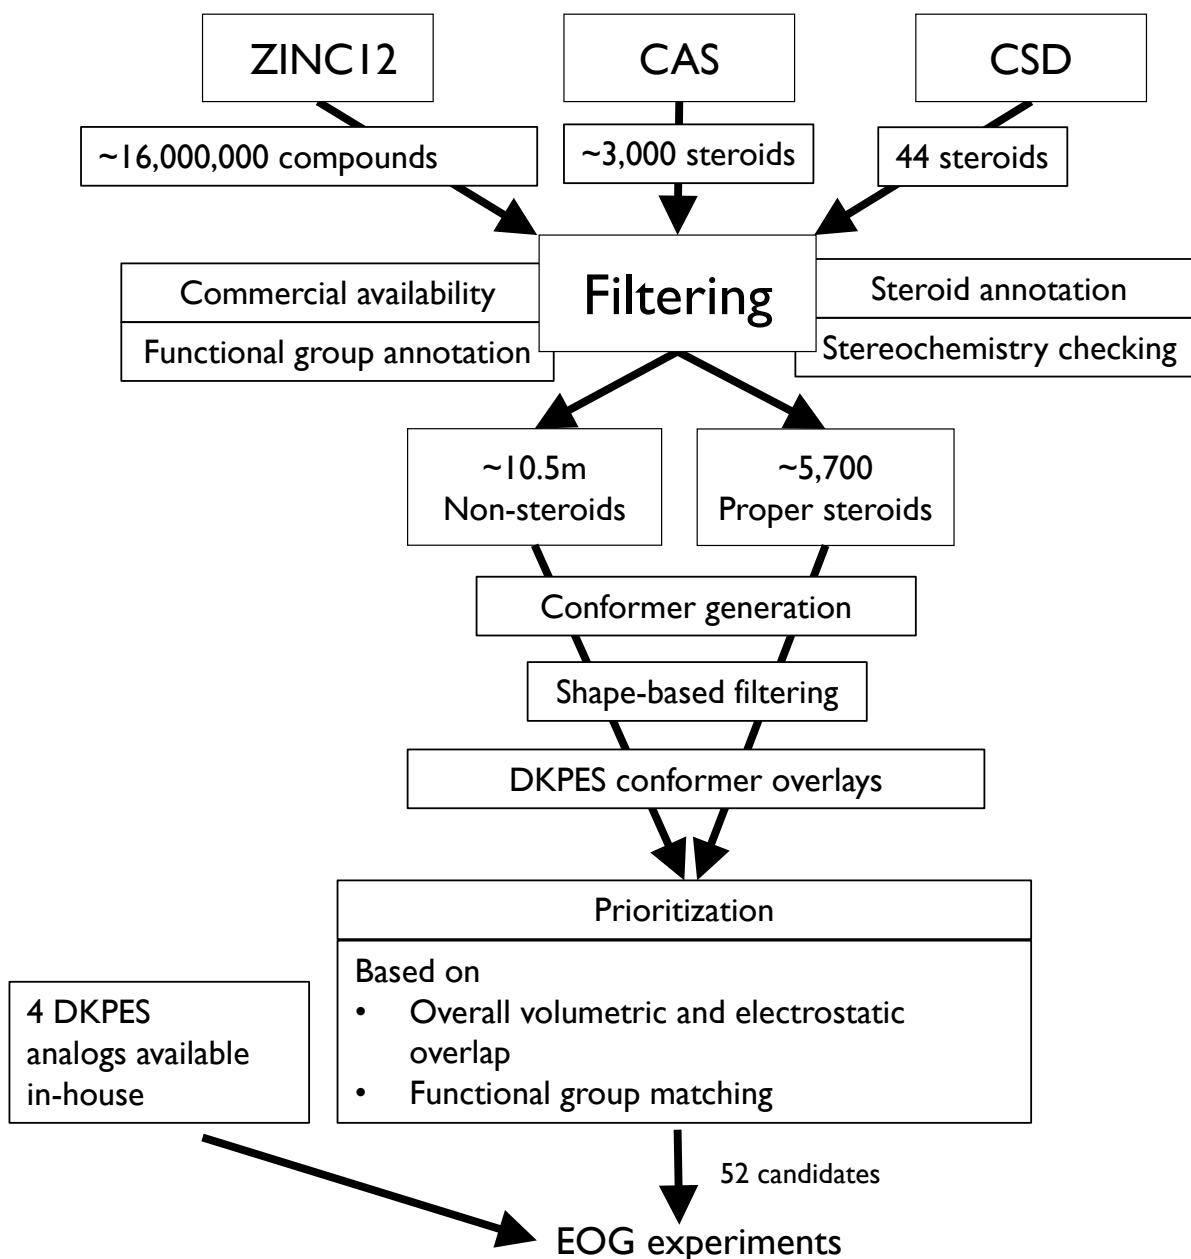 ZINC12
CAS
CSD
~16,000,000 compounds
~3,000 steroids
44 steroids
Filtering
Commercial availability
Functional group annotation
Steroid annotation
Stereochemistry checking
~10.5m
Non-steroids
~5,700
Proper steroids
Conformer generation
Shape-based filtering
DKPES conformer overlays
Prioritization
Based on
• Overall volumetric and electrostatic
overlap
• Functional group matching
4 DKPES
analogs available
in-house
52 candidates
EOG experiments